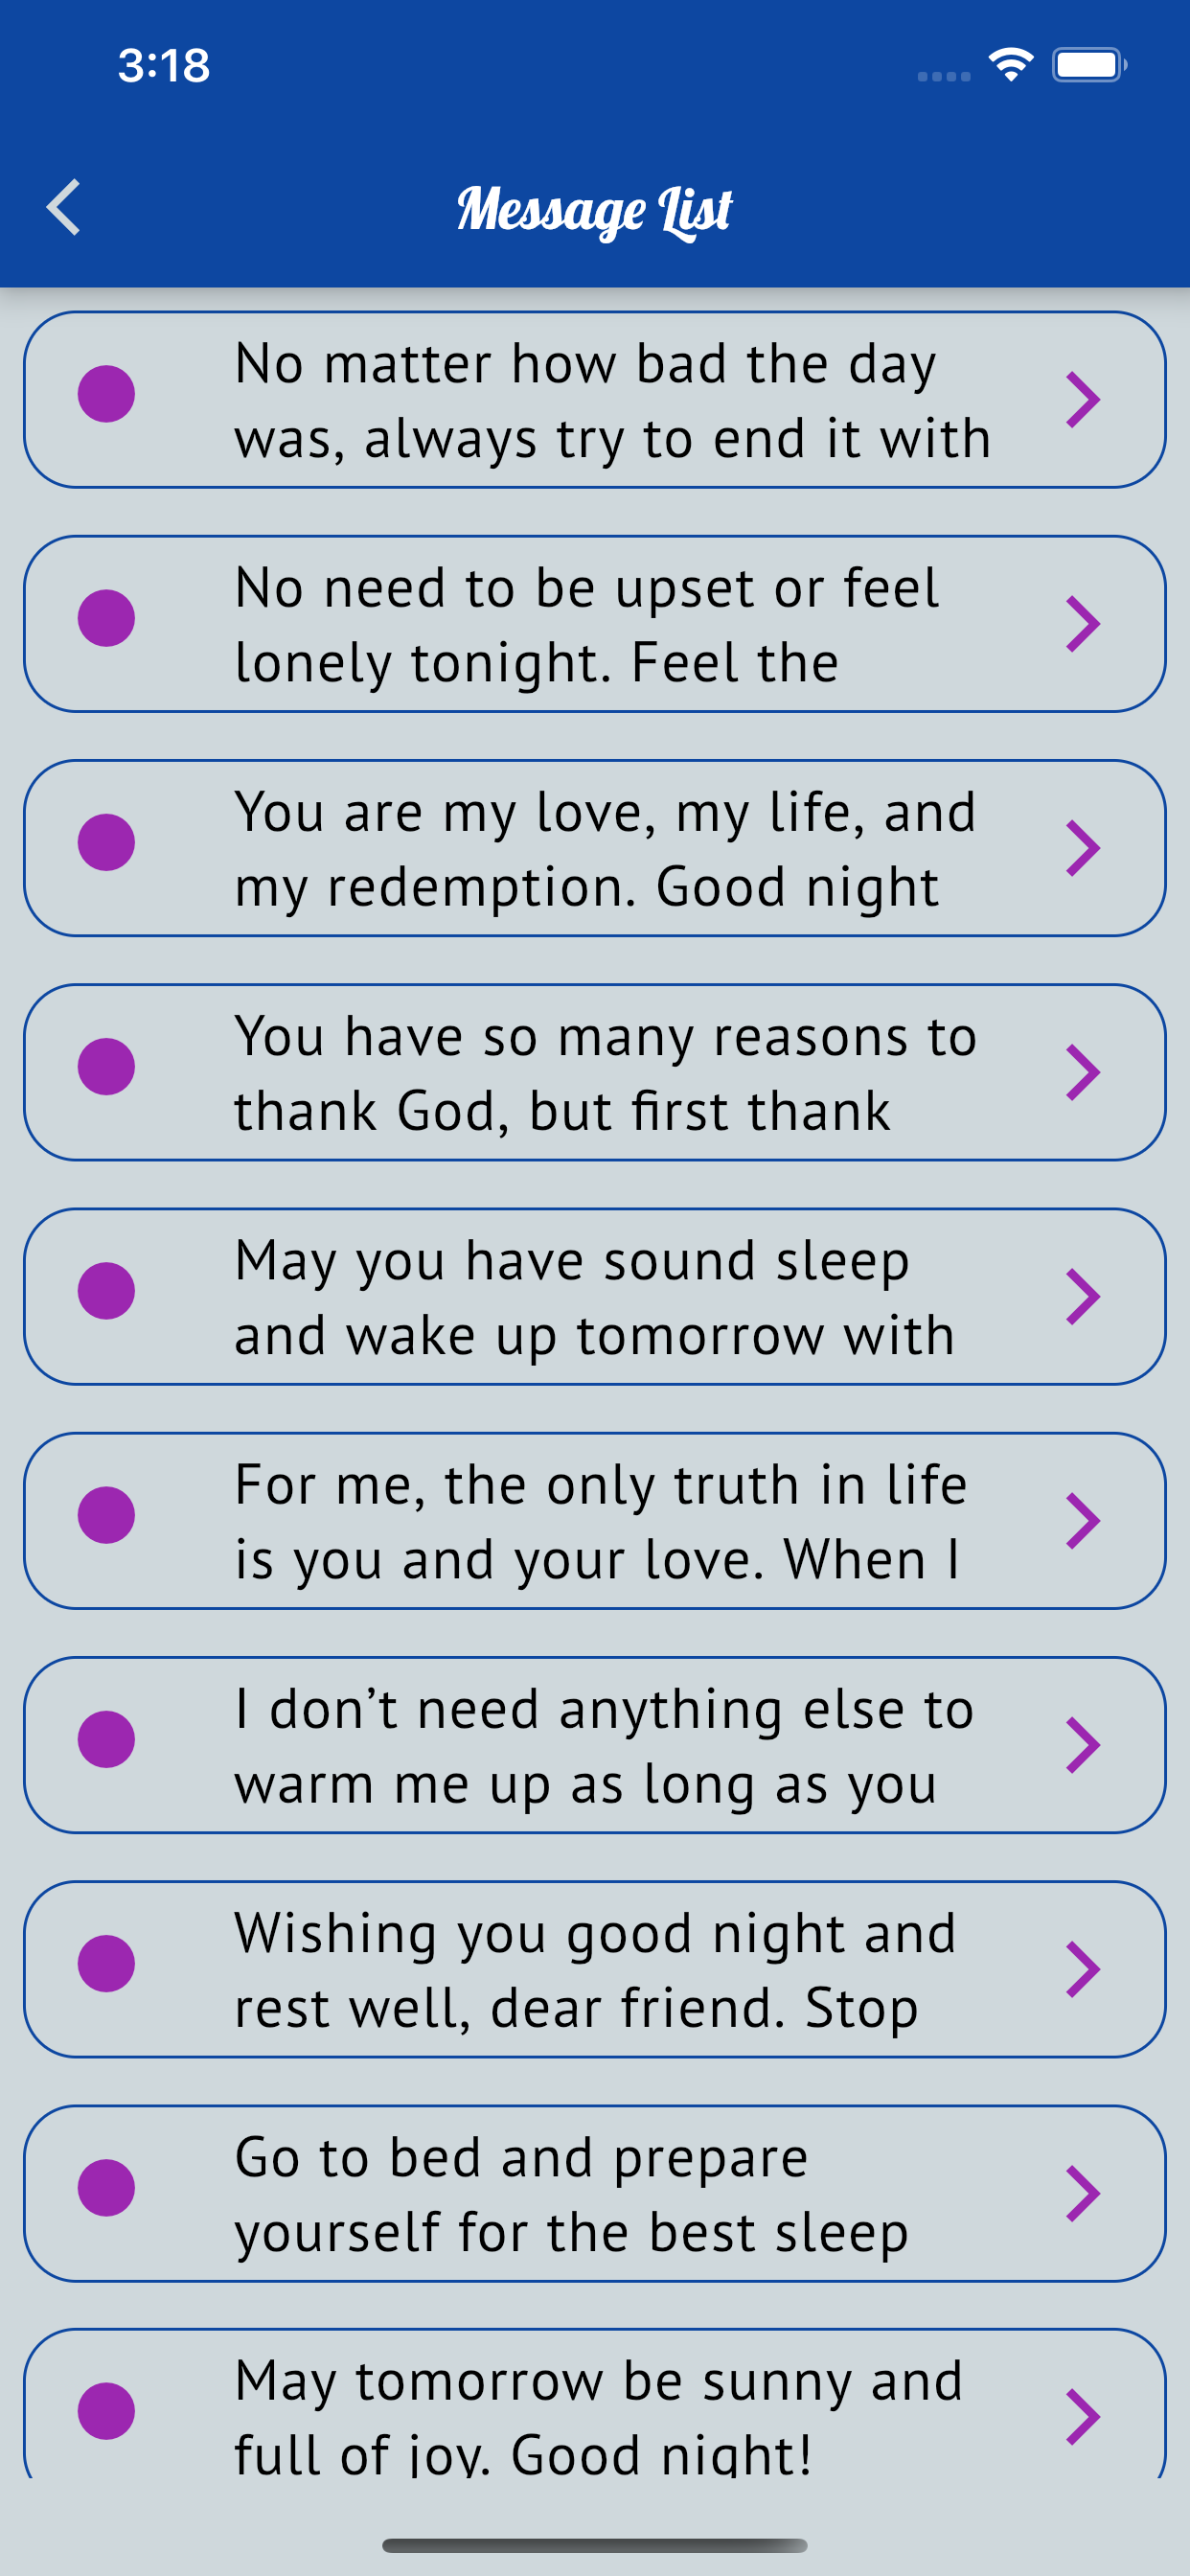 3:18
Message List
No matter how bad the day
was, always try to end it with
No need to be upset or feel
lonely tonight. Feel the
You are my love, my life, and
my redemption. Good night
You have so many reasons to
thank God, but first thank
May you have sound sleep
and wake up tomorrow with
For me, the only truth in life
is you and your love. When I
I don’t need anything else to
warm me up as long as you
Wishing you good night and
rest well, dear friend. Stop
Go to bed and prepare
yourself for the best sleep
May tomorrow be sunny and
full of joy. Good night!